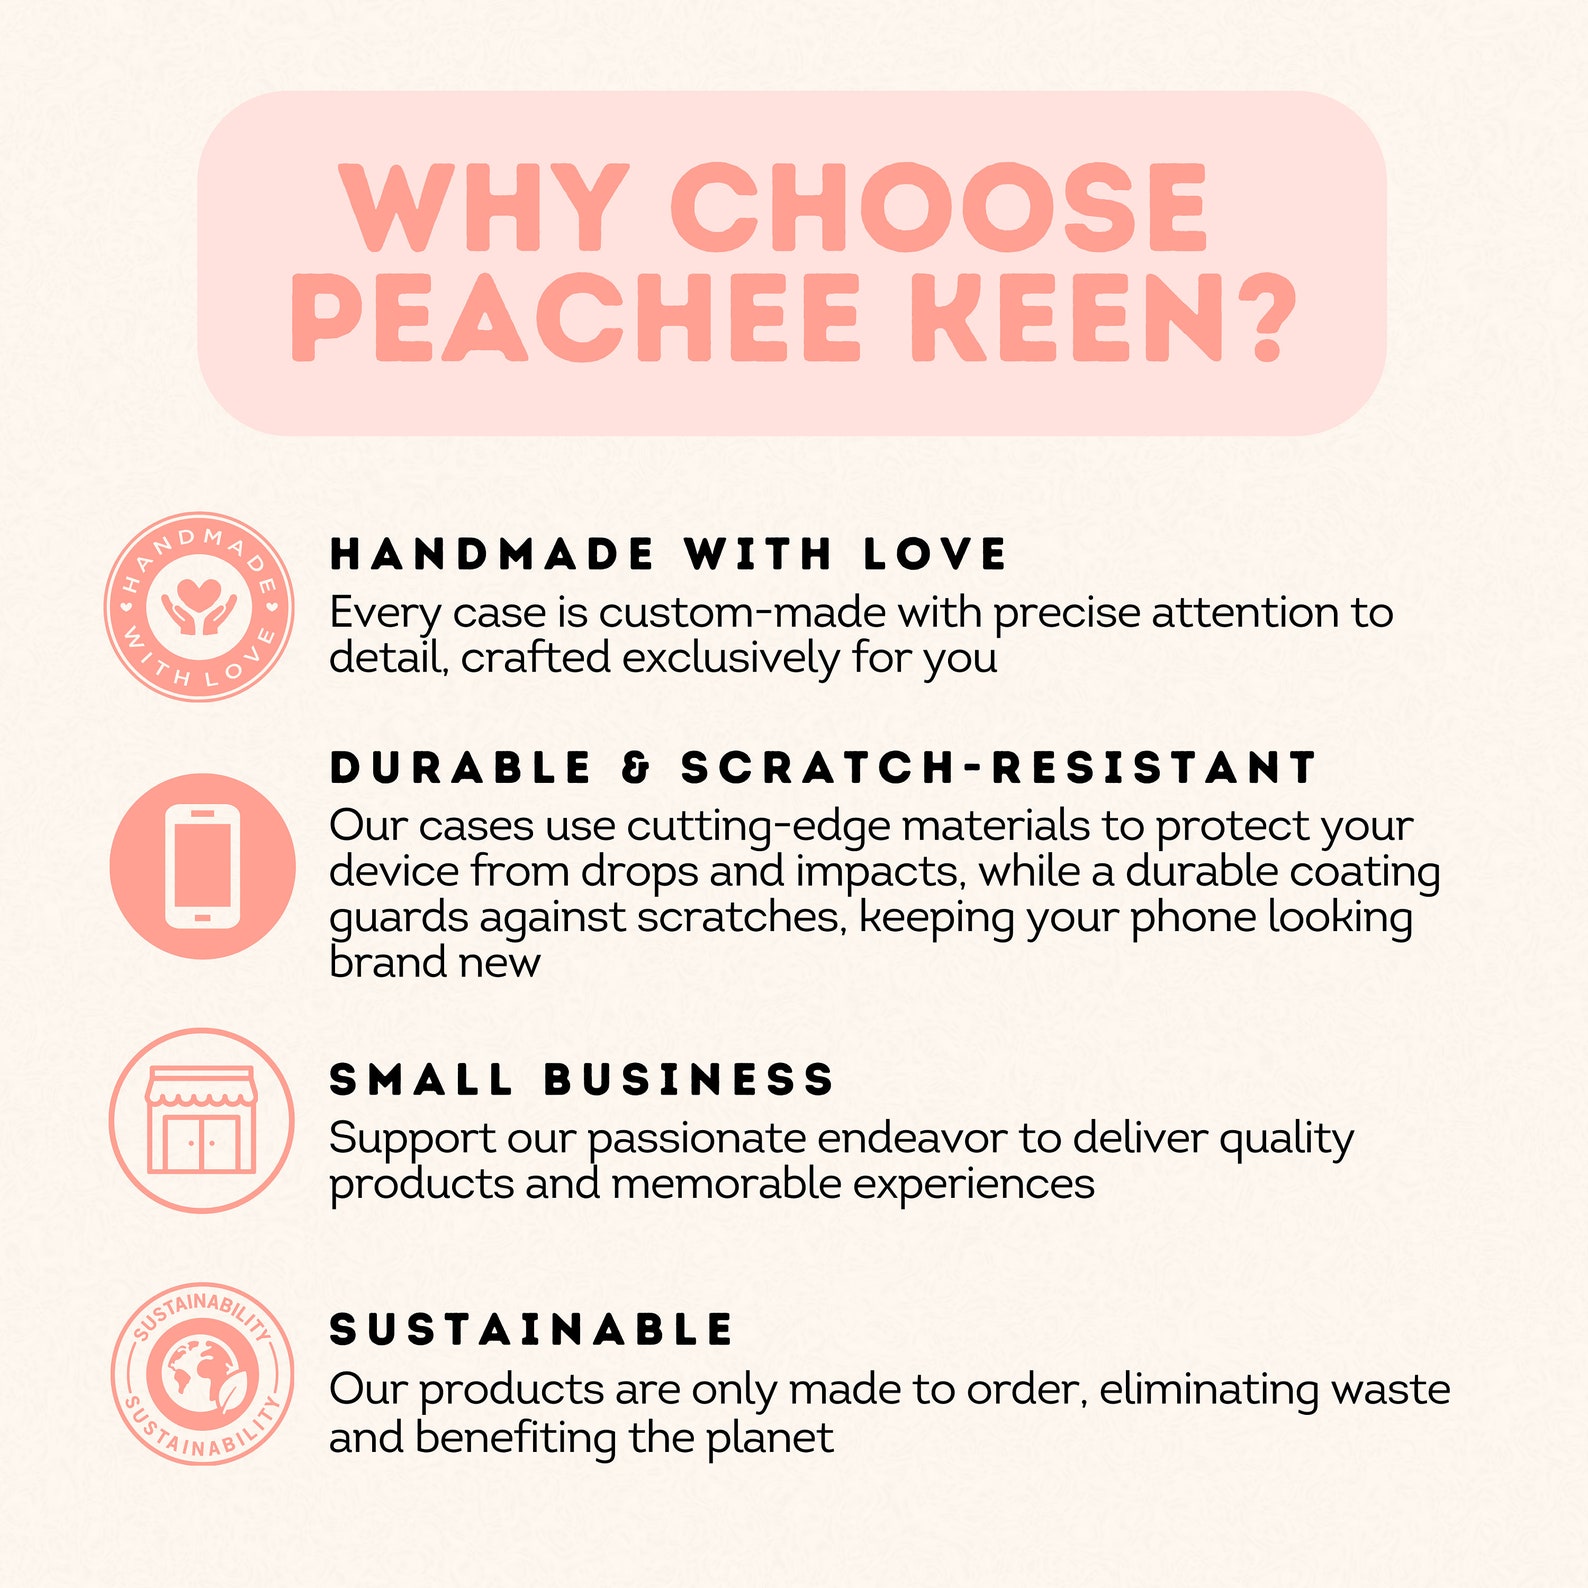 WHY CHOOSE
PEACHEE KEEN?
HANDMADE
WITH LOVE
HANDMADE WITH LOVE
Every case is custom-made with precise attention to
detail, crafted exclusively for you
DURABLE & SCRATCH-RESISTANT
Our cases use cutting-edge materials to protect your
device from drops and impacts, while a durable coating
guards against scratches, keeping your phone looking
brand new
SMALL BUSINESS
Support our passionate endeavor to deliver quality
products and memorable experiences
SUSTAINABILITY
SUSTAINABILITY
SUSTAINABLE
Our products are only made to order, eliminating waste
and benefiting the planet